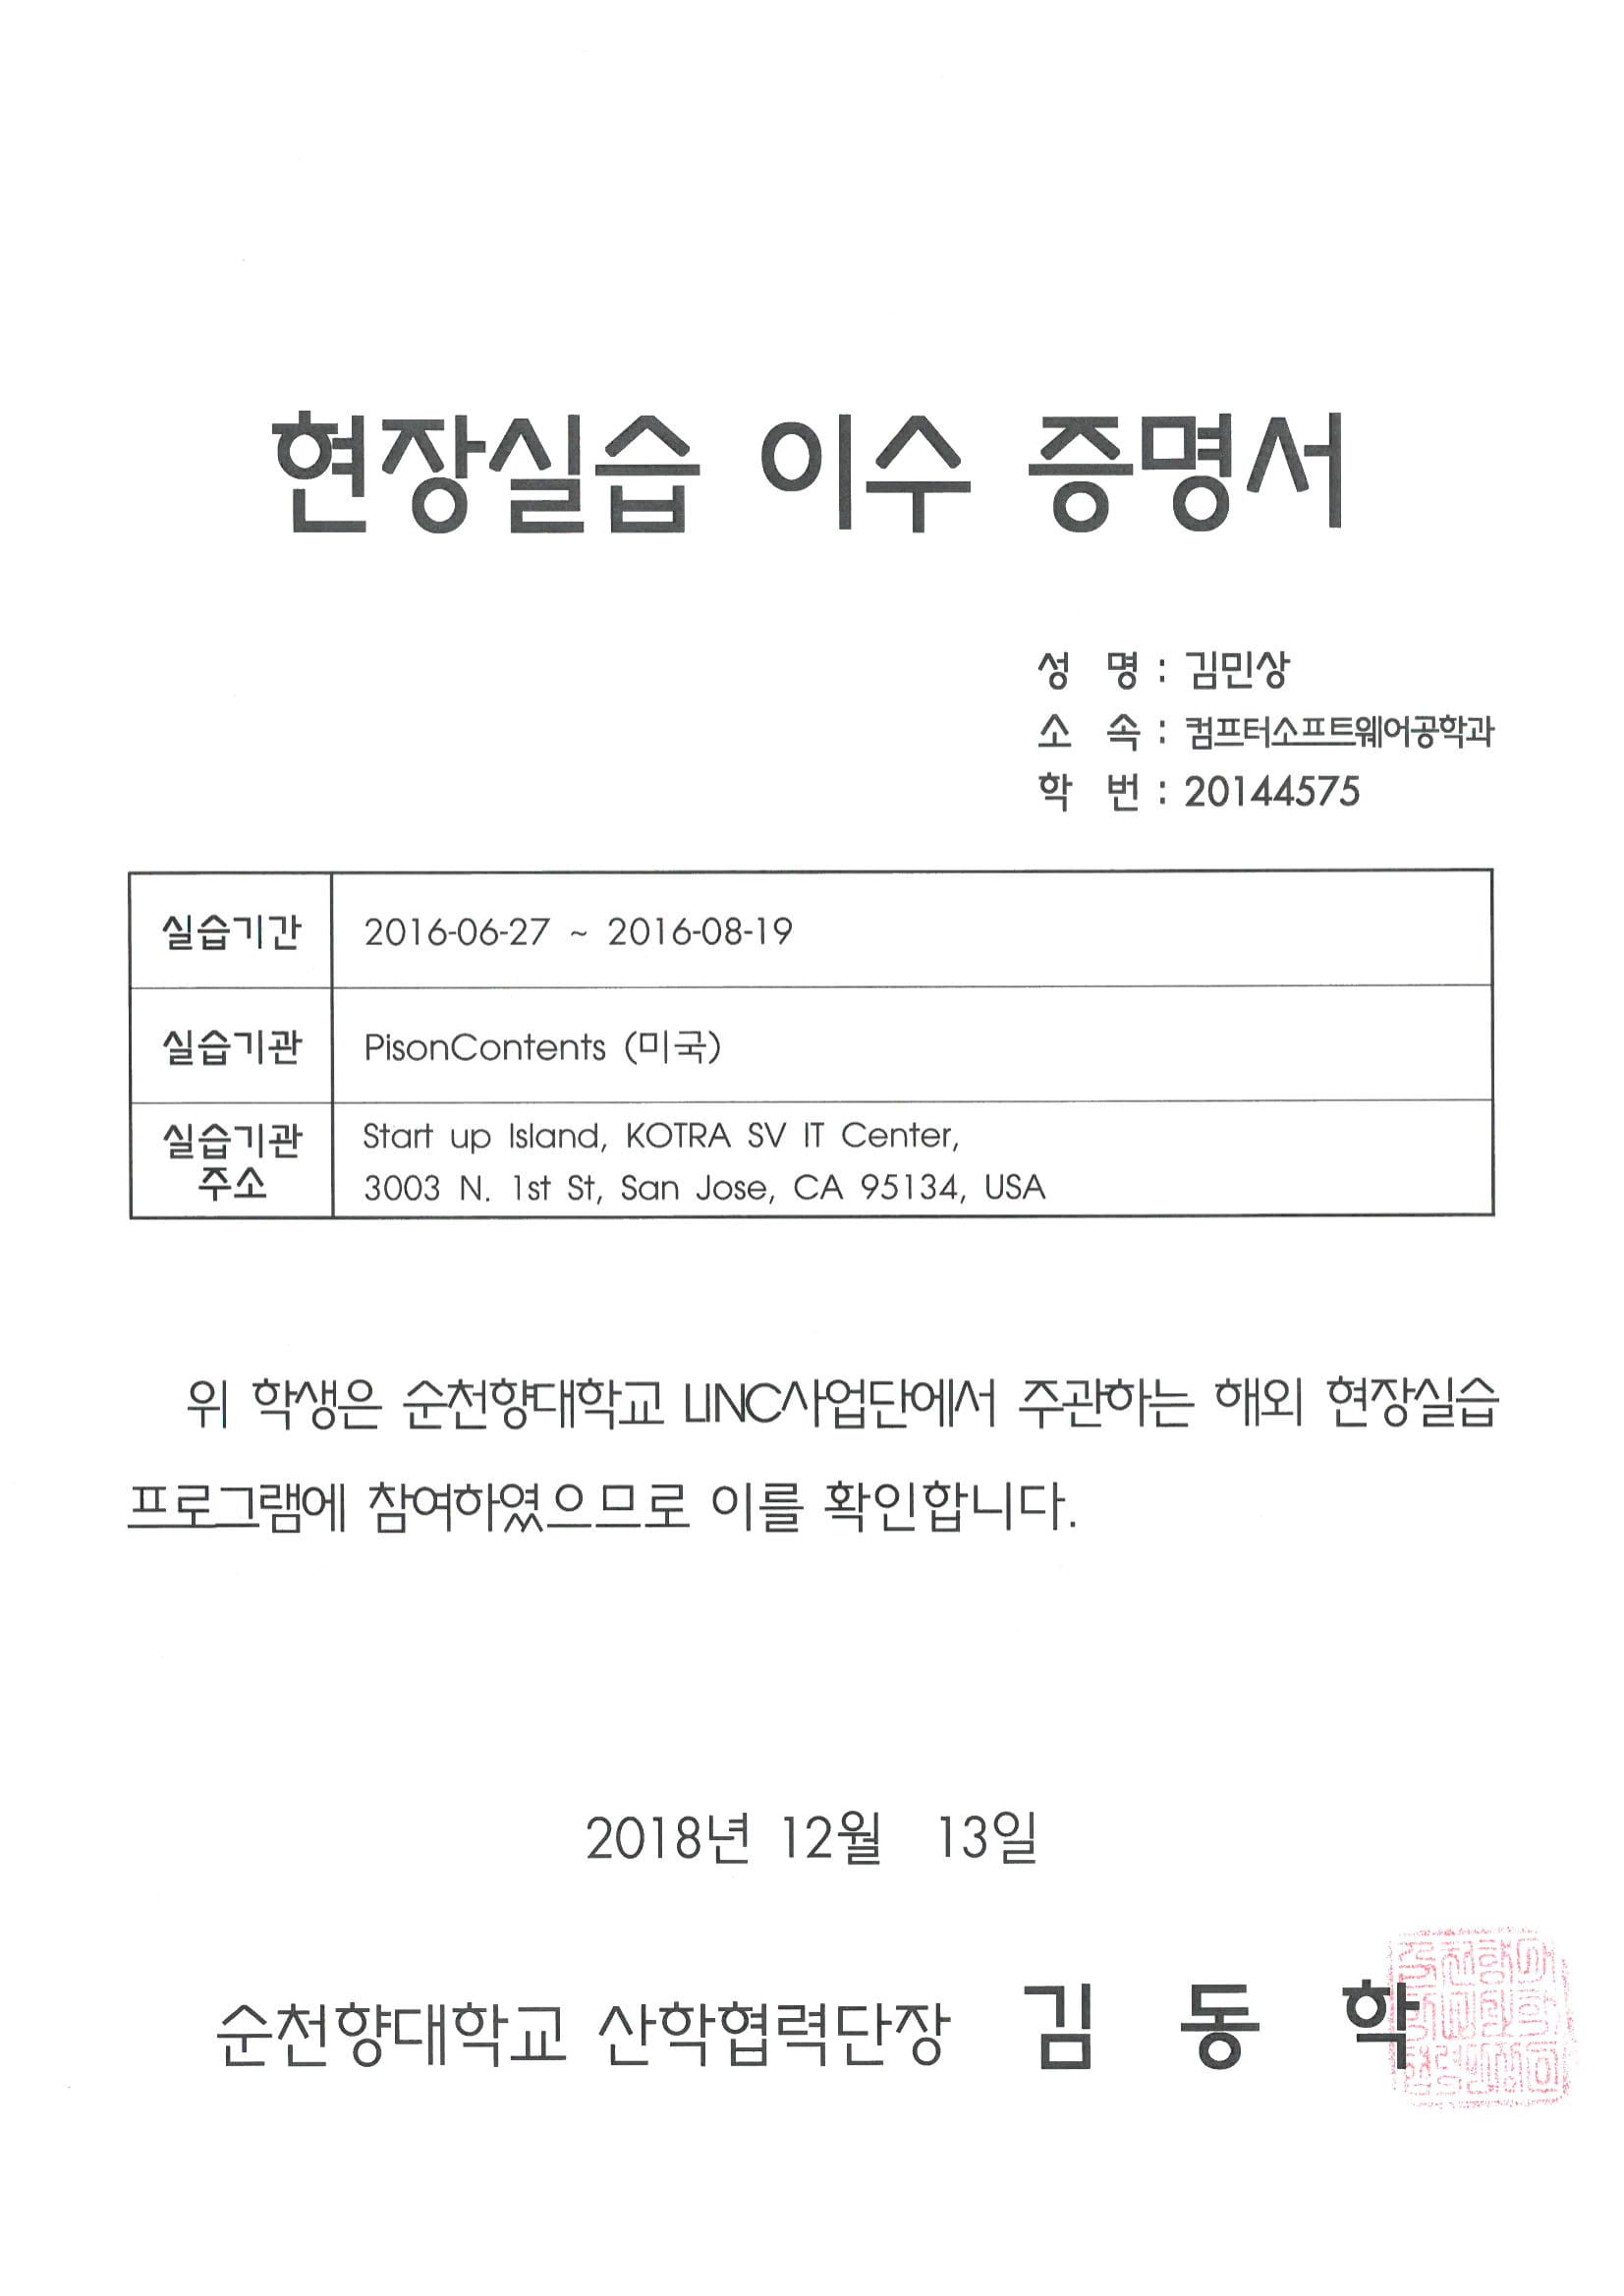 현장실습 이수 증명서
성 명 : 김민상
소 속 : 컴프터소프트웨어공학과
학 번 : 20144575
실습기간 2016-06-27 ~ 2016-08-19
실습기관 PisonContents (미국)
실습기관
주소
Start up Island, KOTRA SV IT Center,
3003 N. 1st St, San Jose, CA 95134, USA
위 학생은 순천향대학교 LINC사업단에서 주관하는 해외 현장실습
프로그램에 참여하였으므로 이를 확인합니다.
2018년 12월 13일
순천향대학교 산학협력단장 김 동 학